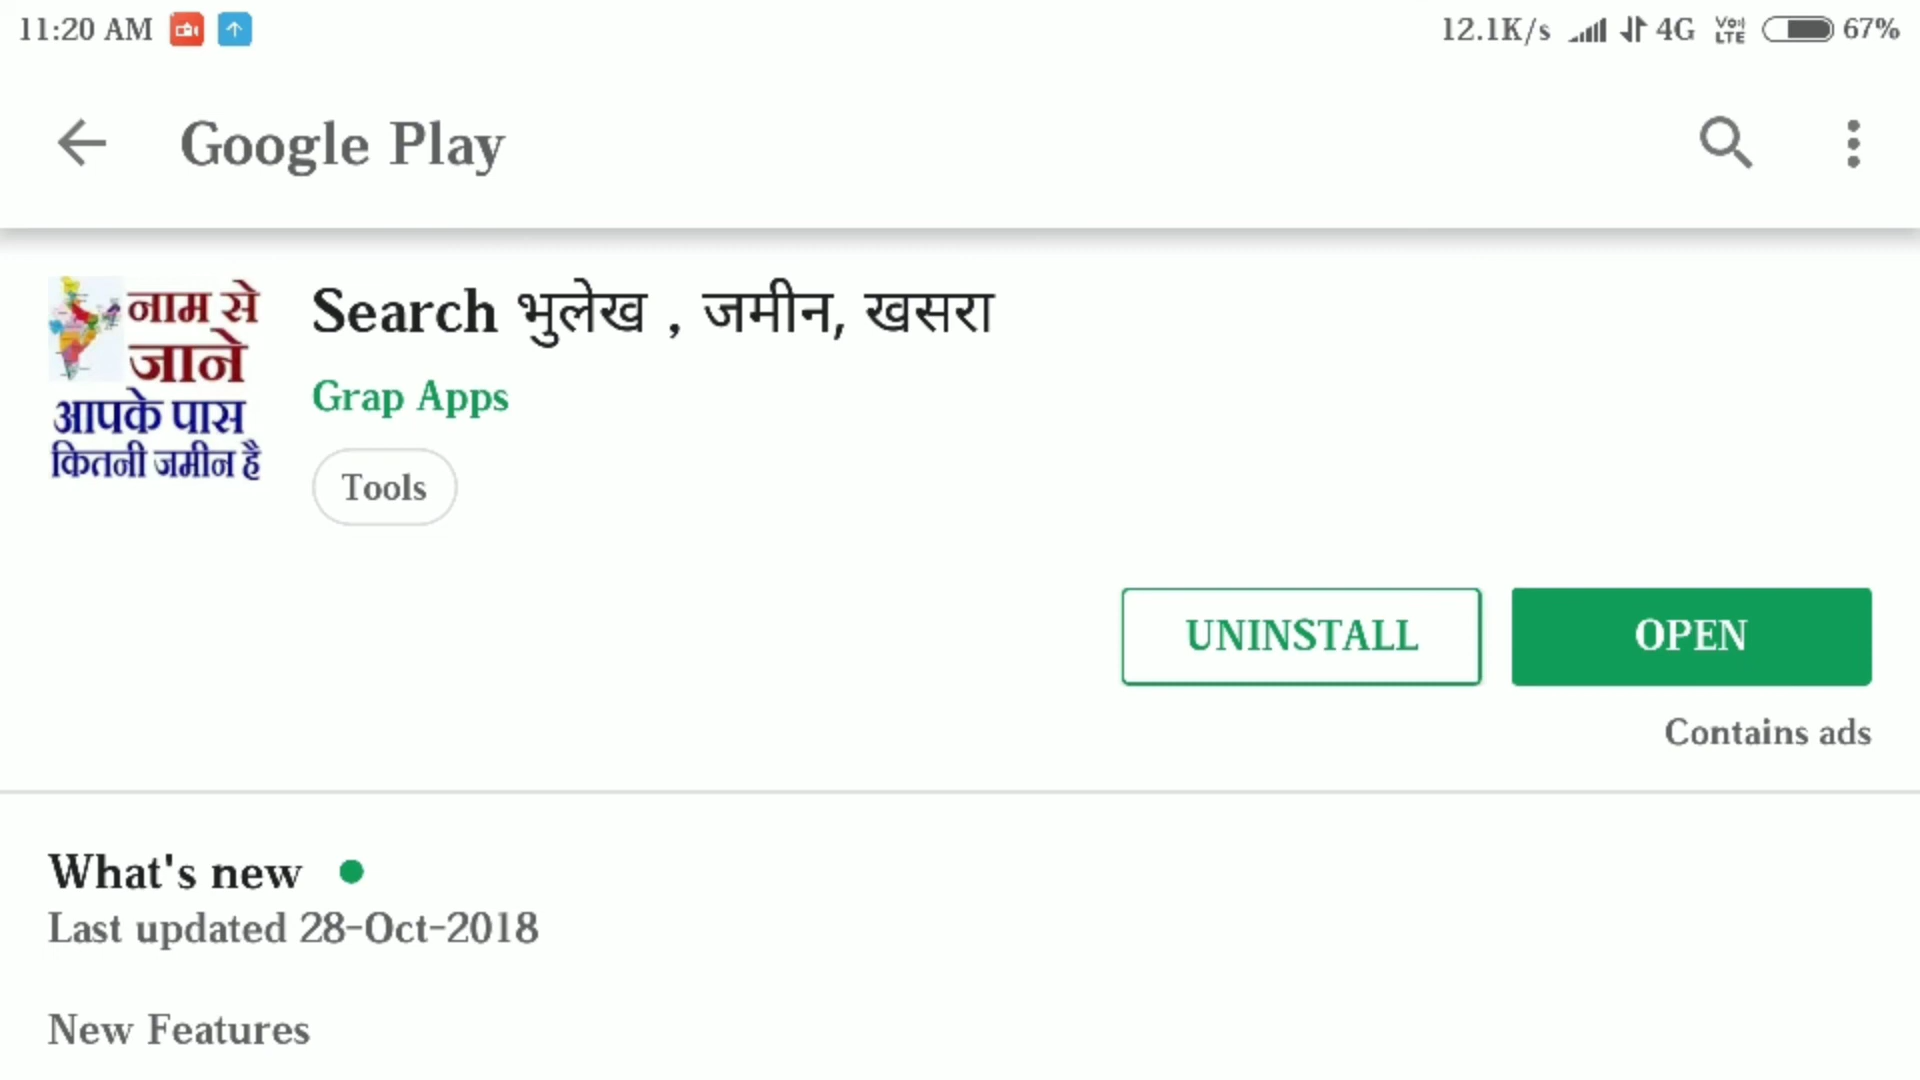 11:20 AM
12.1K/s 4G VoLTE 67%
Google Play
नाम से
जाने
आपके पास
कितनी जमीन है
Search भुलेख , जमीन, खसरा
Grap Apps
Tools
UNINSTALL
OPEN
Contains ads
What's new
Last updated 28-Oct-2018
New Features